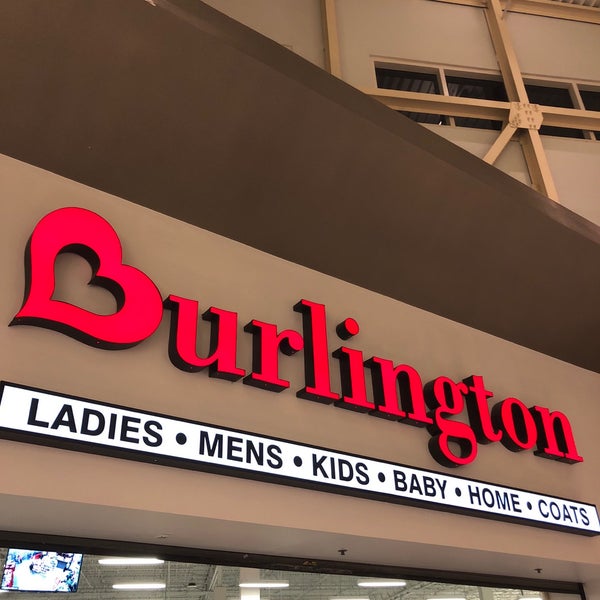 Burlington
LADIES • MENS • KIDS • BABY • HOME • COATS